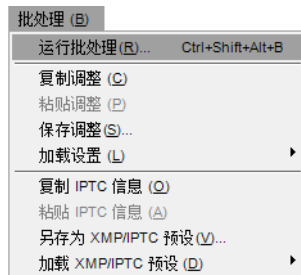 批处理 (B)
运行批处理(R)... Ctrl+Shift+Alt+B
复制调整 (C)
粘贴调整 (P)
保存调整(S)...
加载设置 (L)
复制 IPTC 信息 (O)
粘贴 IPTC 信息 (A)
另存为 XMP/IPTC 预设(V)...
加载 XMP/IPTC 预设 (D)